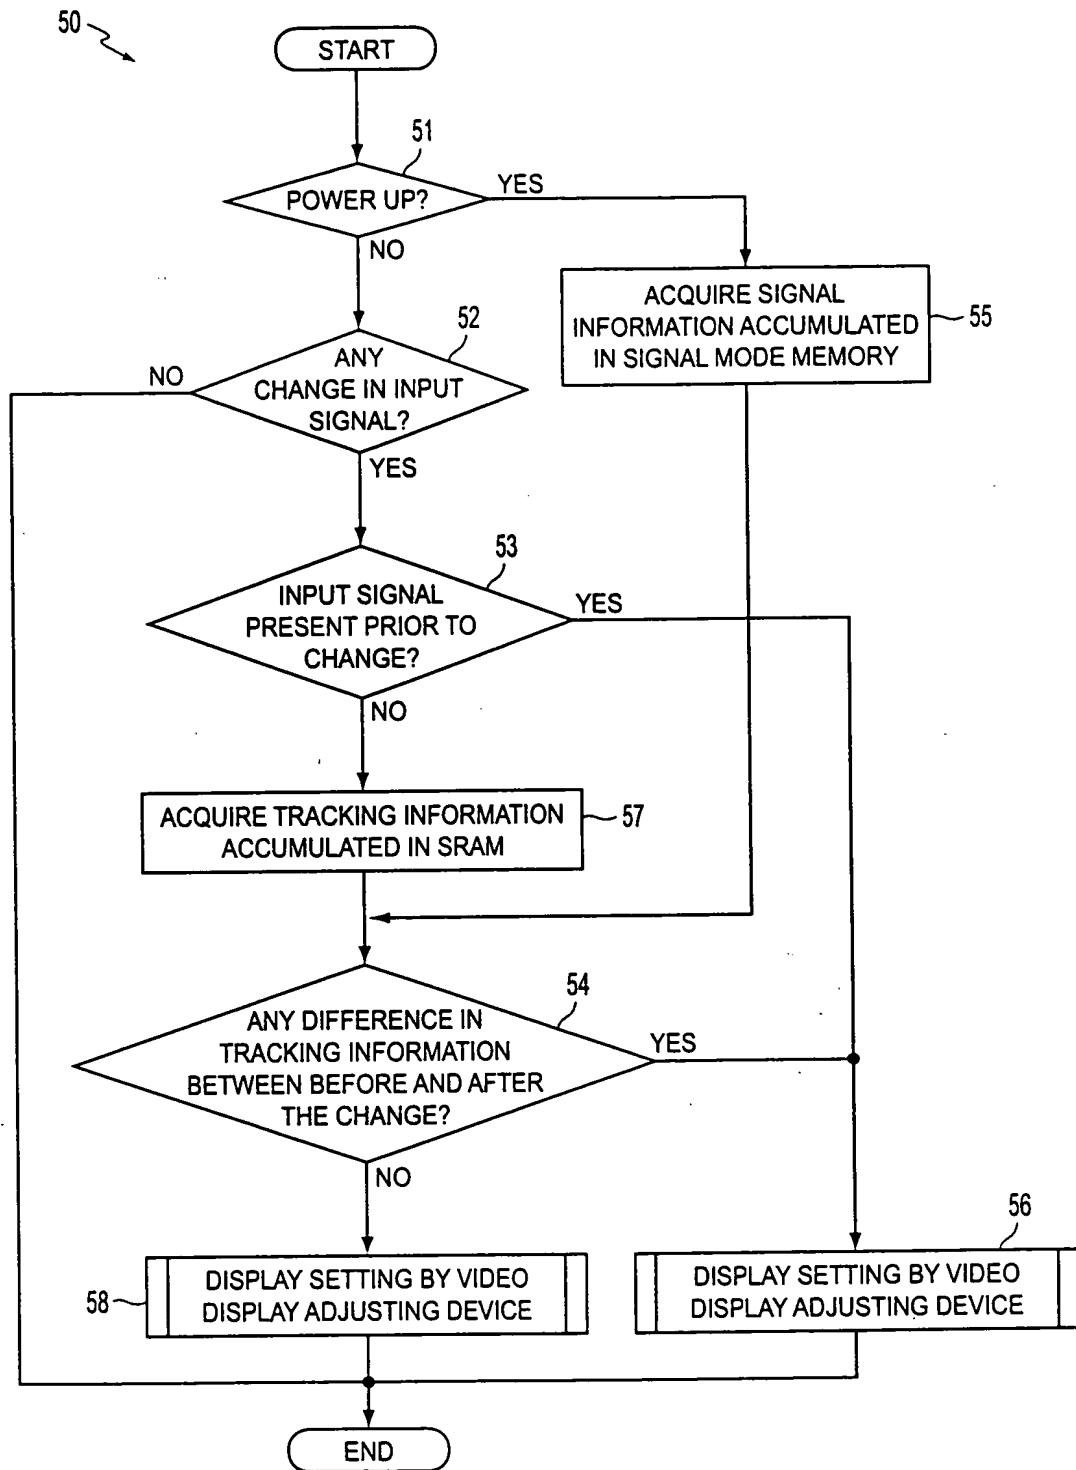 50
START
51
POWER UP?
YES
NO
ACQUIRE SIGNAL
INFORMATION ACCUMULATED
IN SIGNAL MODE MEMORY
55
52
ANY
CHANGE IN INPUT
SIGNAL?
NO
YES
53
INPUT SIGNAL
PRESENT PRIOR TO
CHANGE?
YES
NO
ACQUIRE TRACKING INFORMATION
ACCUMULATED IN SRAM
57
54
ANY DIFFERENCE IN
TRACKING INFORMATION
BETWEEN BEFORE AND AFTER
THE CHANGE?
YES
NO
58
DISPLAY SETTING BY VIDEO
DISPLAY ADJUSTING DEVICE
56
DISPLAY SETTING BY VIDEO
DISPLAY ADJUSTING DEVICE
END